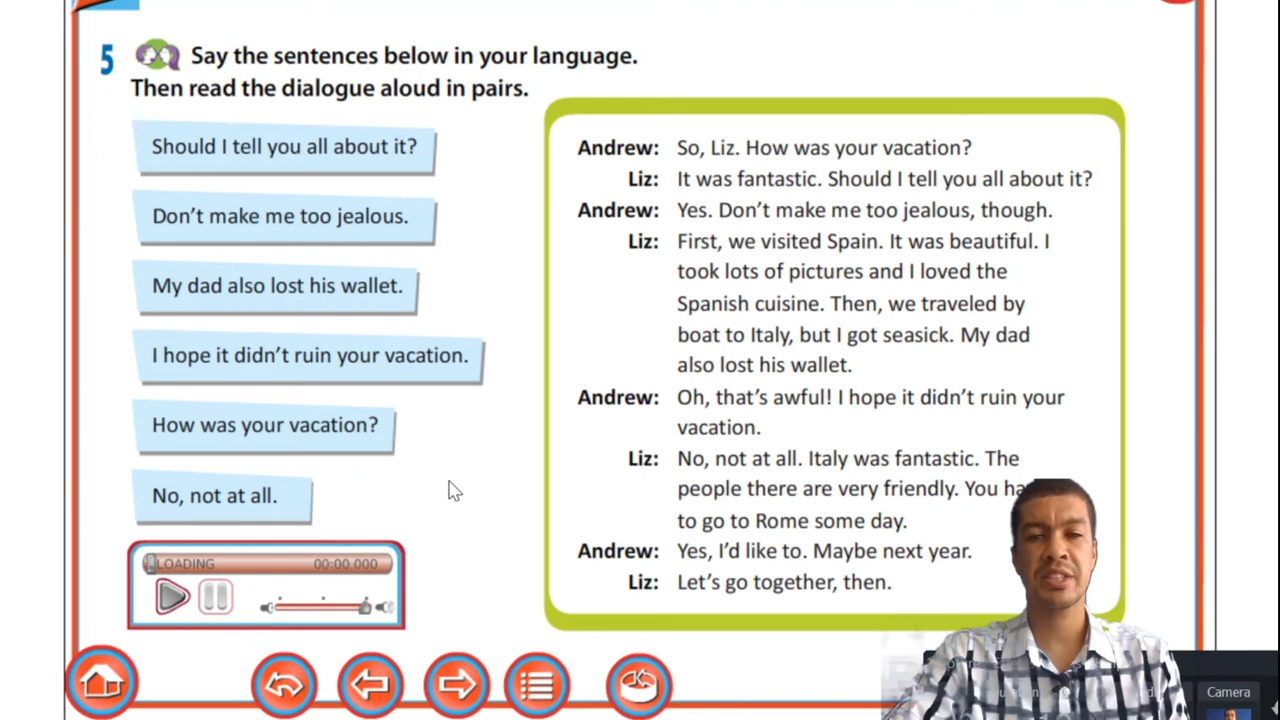 5 Say the sentences below in your language.
Then read the dialogue aloud in pairs.
Should I tell you all about it?
Don't make me too jealous.
My dad also lost his wallet.
I hope it didn't ruin your vacation.
How was your vacation?
No, not at all.
LOADING 00:00.000
Andrew: So, Liz. How was your vacation?
Liz: It was fantastic. Should I tell you all about it?
Andrew: Yes. Don't make me too jealous, though.
Liz: First, we visited Spain. It was beautiful. I
took lots of pictures and I loved the
Spanish cuisine. Then, we traveled by
boat to Italy, but I got seasick. My dad
also lost his wallet.
Andrew: Oh, that's awful! I hope it didn't ruin your
vacation.
Liz: No, not at all. Italy was fantastic. The
people there are very friendly. You
to go to Rome some day.
Andrew: Yes, I'd like to. Maybe next year.
Liz: Let's go together, then.
Camera